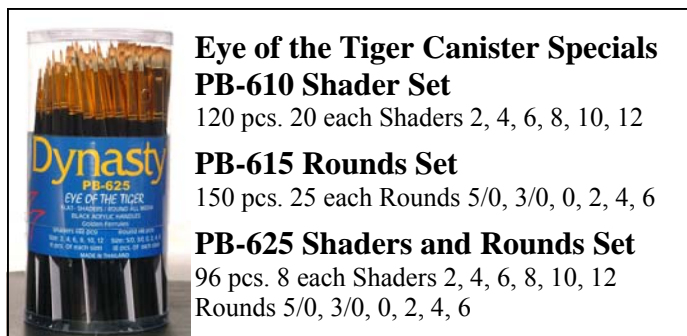 Eye of the Tiger Canister Specials
PB-610 Shader Set
120 pcs. 20 each Shaders 2, 4, 6, 8, 10, 12
PB-615 Rounds Set
150 pcs. 25 each Rounds 5/0, 3/0, 0, 2, 4, 6
PB-625 Shaders and Rounds Set
96 pcs. 8 each Shaders 2, 4, 6, 8, 10, 12
Rounds 5/0, 3/0, 0, 2, 4, 6
Dynasty
PB-625
EYE OF THE TIGER
BLACK ACRYLIC HANDLES
Golden Ferrules
MADE IN THAILAND